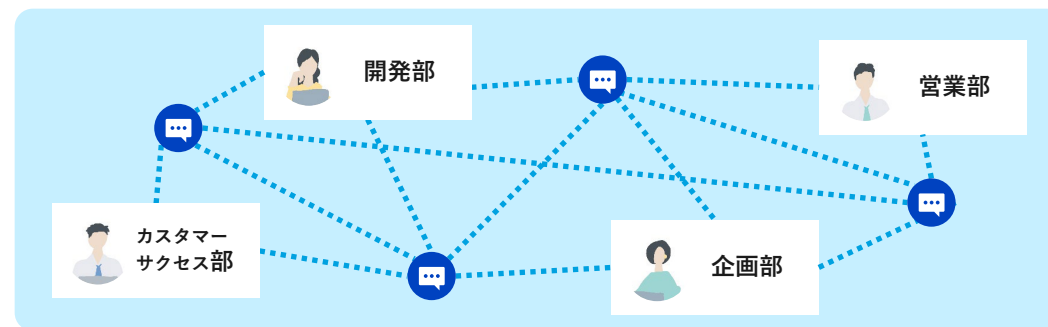 開発部
営業部
カスタマー
サクセス部
企画部